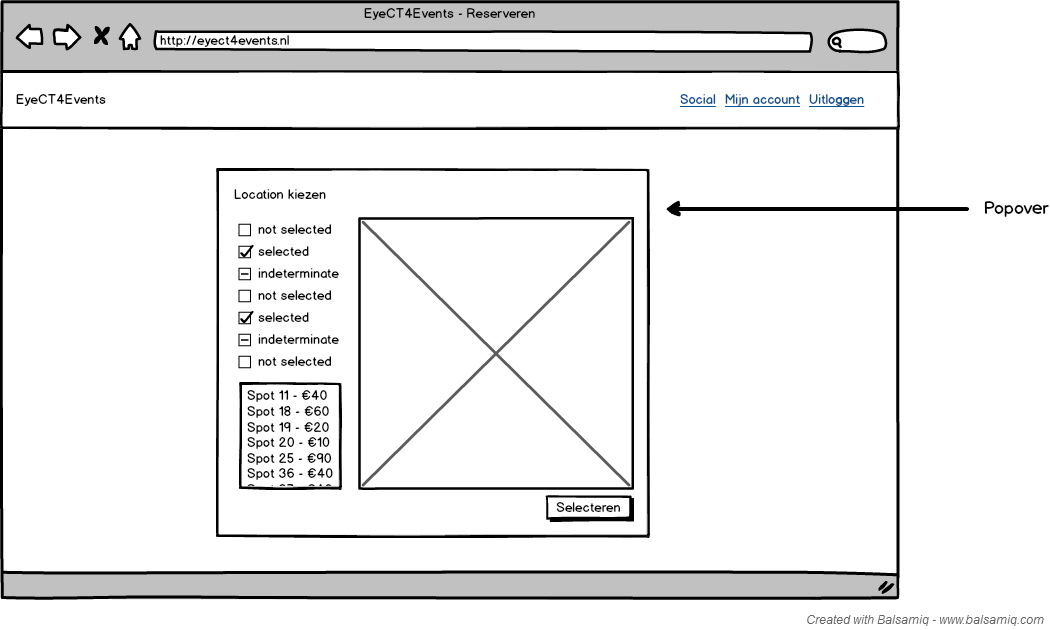 EyeCT4Events - Reserveren
http://eyect4events.nl
EyeCT4Events
Social Mijn account Uitloggen
Location kiezen
Popover
not selected
selected
indeterminate
not selected
selected
indeterminate
not selected
Spot 11 - €40
Spot 18 - €60
Spot 19 - €20
Spot 20 - €10
Spot 25 - €90
Spot 36 - €40
Selecteren
Created with Balsamiq - www.balsamiq.com